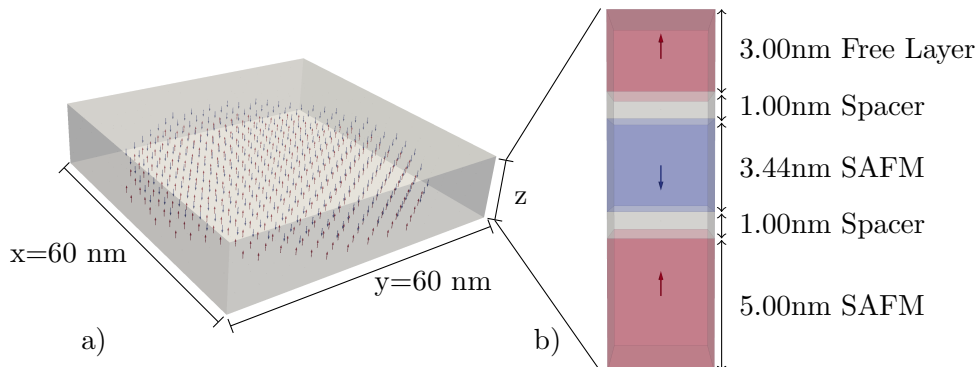 3.00nm Free Layer
1.00nm Spacer
3.44nm SAFM
1.00nm Spacer
5.00nm SAFM
z
x=60 nm
y=60 nm
a)
b)